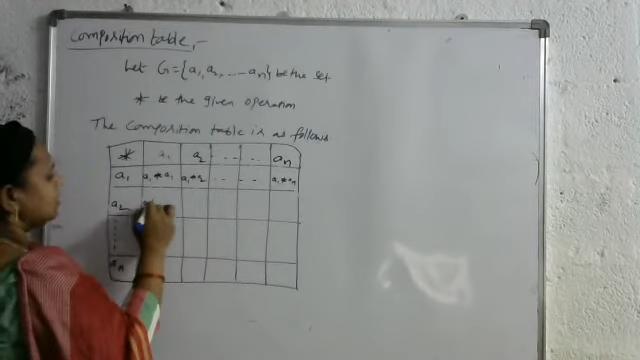 Composition table,-
Let G={a1,a2, ---- an} be the set
* be the given operation
The Composition table is as follows
* a1 a2 -- -- an
a1 a1*a1 a1*a2 -- -- a1*an
a2
an